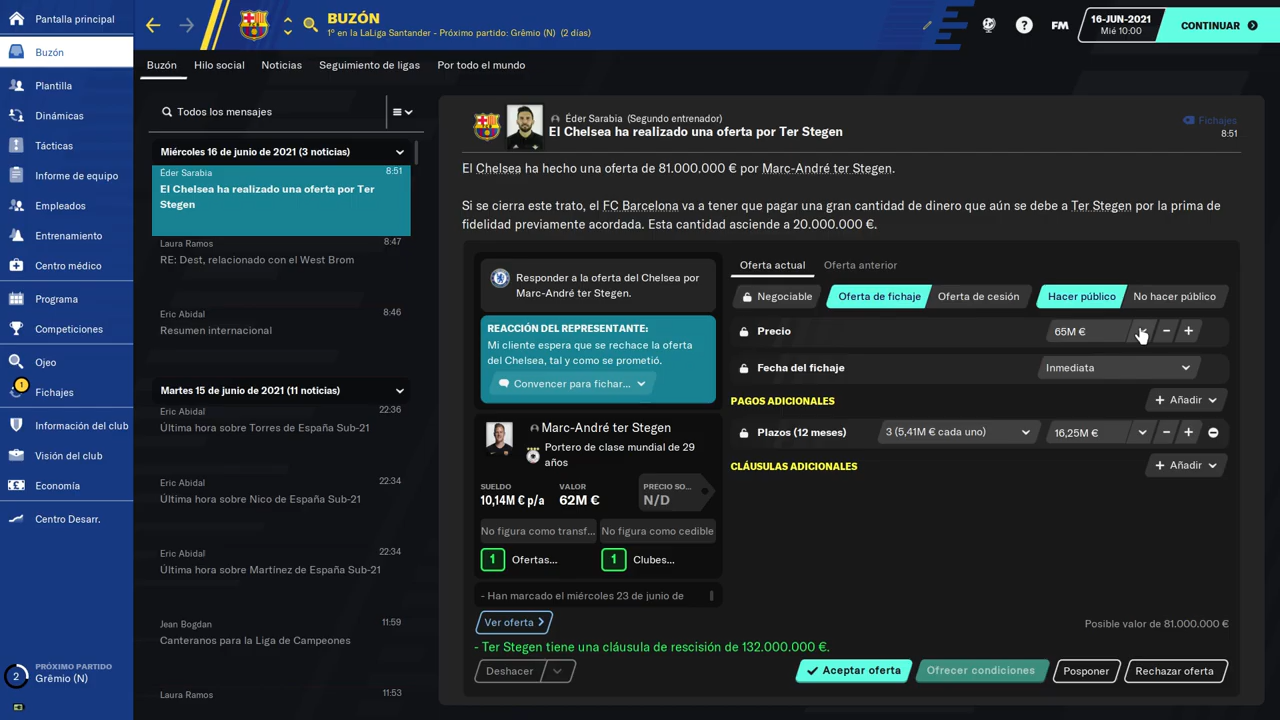 Pantalla principal
Buzón
Plantilla
Dinámicas
Tácticas
Informe de equipo
Empleados
Entrenamiento
Centro médico
Programa
Competiciones
Ojeo
1
Fichajes
Información del club
Visión del club
Economía
Centro Desarr.
2
PRÓXIMO PARTIDO
Grêmio (N)
BUZÓN
1º en la LaLiga Santander - Próximo partido: Grêmio (N) (2 días)
?
FM
16-JUN-2021
Mié 10:00
CONTINUAR
Buzón
Hilo social
Noticias
Seguimiento de ligas
Por todo el mundo
Todos los mensajes
Miércoles 16 de junio de 2021 (3 noticias)
Éder Sarabia 8:51
El Chelsea ha realizado una oferta por Ter
Stegen
Laura Ramos 8:47
RE: Dest, relacionado con el West Brom
Eric Abidal 8:46
Resumen internacional
Martes 15 de junio de 2021 (11 noticias)
Eric Abidal 22:36
Última hora sobre Torres de España Sub-21
Eric Abidal 22:34
Última hora sobre Nico de España Sub-21
Eric Abidal 22:34
Última hora sobre Martínez de España Sub-21
Jean Bogdan 11:59
Canteranos para la Liga de Campeones
Laura Ramos 11:53
Éder Sarabia (Segundo entrenador)
El Chelsea ha realizado una oferta por Ter Stegen
Fichajes
8:51
El Chelsea ha hecho una oferta de 81.000.000 € por Marc-André ter Stegen.
Si se cierra este trato, el FC Barcelona va a tener que pagar una gran cantidad de dinero que aún se debe a Ter Stegen por la prima de
fidelidad previamente acordada. Esta cantidad asciende a 20.000.000 €.
Responder a la oferta del Chelsea por
Marc-André ter Stegen.
REACCIÓN DEL REPRESENTANTE:
Mi cliente espera que se rechace la oferta
del Chelsea, tal y como se prometió.
Convencer para fichar...
Marc-André ter Stegen
Portero de clase mundial de 29
años
SUELDO
10,14M € p/a
VALOR
62M €
PRECIO SO...
N/D
No figura como transf...
No figura como cedible
1 Ofertas...
1 Clubes...
- Han marcado el miércoles 23 de junio de
Oferta actual
Oferta anterior
Negociable
Oferta de fichaje
Oferta de cesión
Hacer público
No hacer público
Precio
65M €
Fecha del fichaje
Inmediata
PAGOS ADICIONALES
Añadir
Plazos (12 meses)
3 (5,41M € cada uno)
16,25M €
CLÁUSULAS ADICIONALES
Añadir
Ver oferta
Posible valor de 81.000.000 €
- Ter Stegen tiene una cláusula de rescisión de 132.000.000 €.
Deshacer
Aceptar oferta
Ofrecer condiciones
Posponer
Rechazar oferta